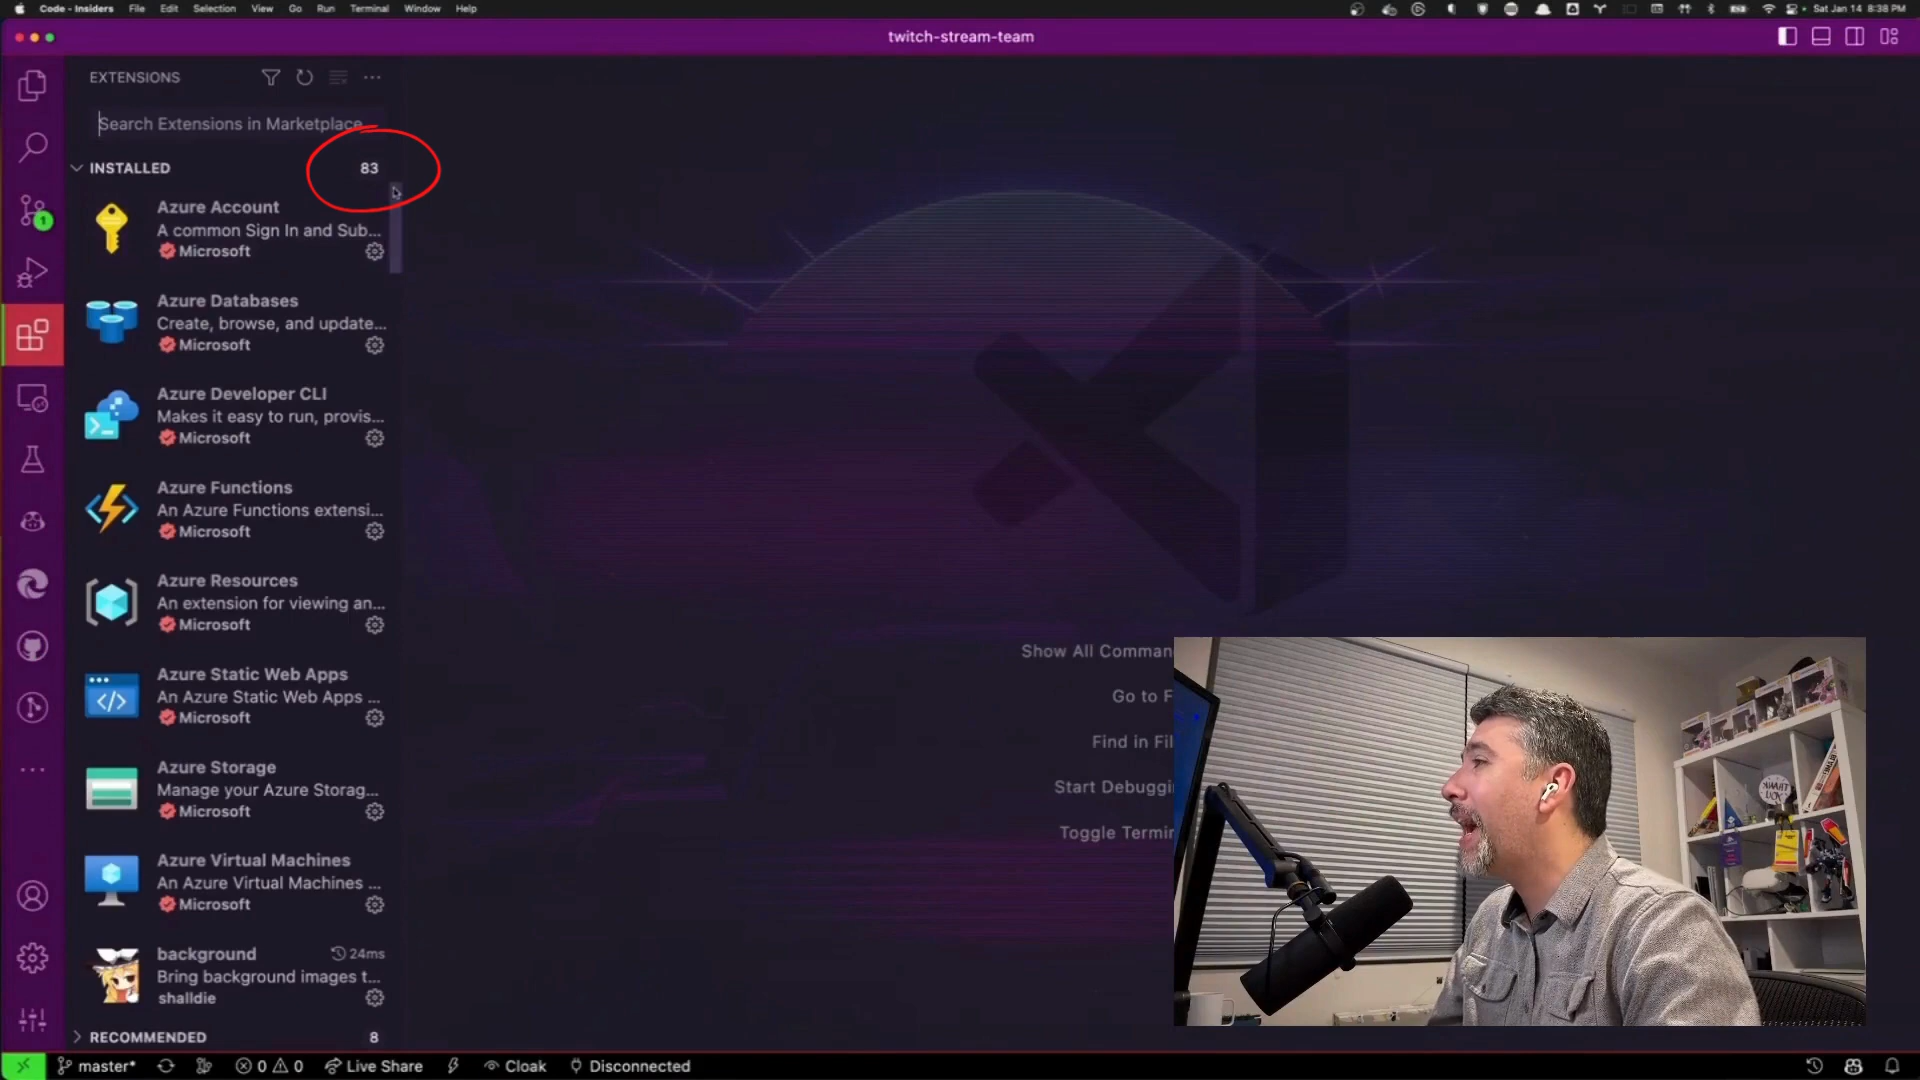 Code - Insiders File Edit Selection View Go Run Terminal Window Help
Sat Jan 14 8:38 PM
twitch-stream-team
EXTENSIONS
Search Extensions in Marketplace
INSTALLED 83
Azure Account
A common Sign In and Sub...
Microsoft
Azure Databases
Create, browse, and update...
Microsoft
Azure Developer CLI
Makes it easy to run, provis...
Microsoft
Azure Functions
An Azure Functions extensi...
Microsoft
Azure Resources
An extension for viewing an...
Microsoft
Azure Static Web Apps
An Azure Static Web Apps ...
Microsoft
Azure Storage
Manage your Azure Storag...
Microsoft
Azure Virtual Machines
An Azure Virtual Machines ...
Microsoft
background 24ms
Bring background images t...
shalldie
RECOMMENDED 8
1
Show All Comman
Go to F
Find in Fil
Start Debuggi
Toggle Termin
THANK
YOU
master* 0 0 Live Share Cloak Disconnected